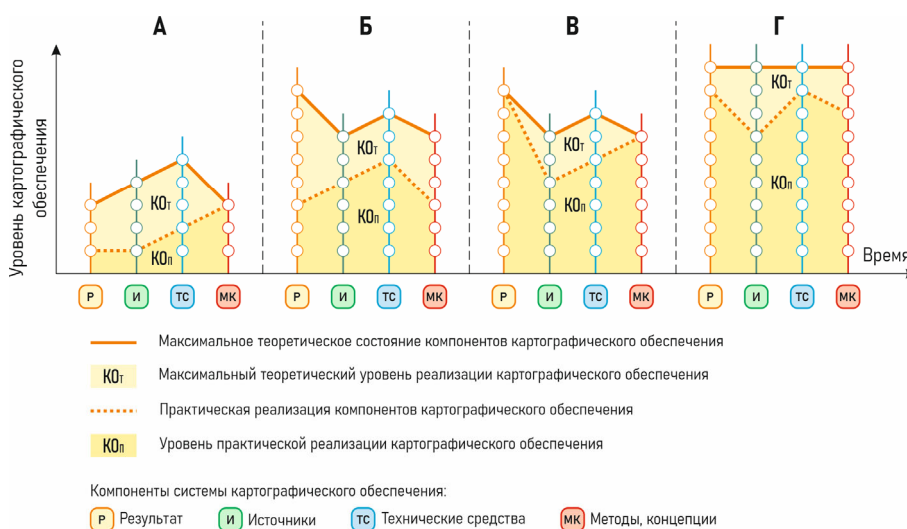 А Б В Г
Уровень картографического
обеспечения
КОт КОт КОт КОт
КОп КОп КОп КОп
Время
Р И ТС МК Р И ТС МК Р И ТС МК Р И ТС МК
Максимальное теоретическое состояние компонентов картографического обеспечения
КОт Максимальный теоретический уровень реализации картографического обеспечения
Практическая реализация компонентов картографического обеспечения
КОп Уровень практической реализации картографического обеспечения
Компоненты системы картографического обеспечения:
Р Результат И Источники ТС Технические средства МК Методы, концепции